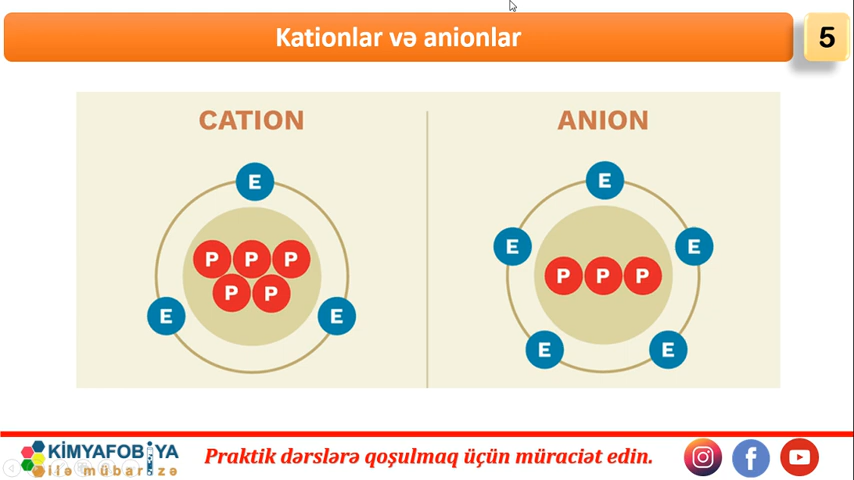 Kationlar və anionlar
5
CATION
ANION
E
E
P P P
E
E
P P
P P P
E
E
E
E
KİMYAFOBİYA
ilə mübarizə
Praktik dərslərə qoşulmaq üçün müraciət edin.